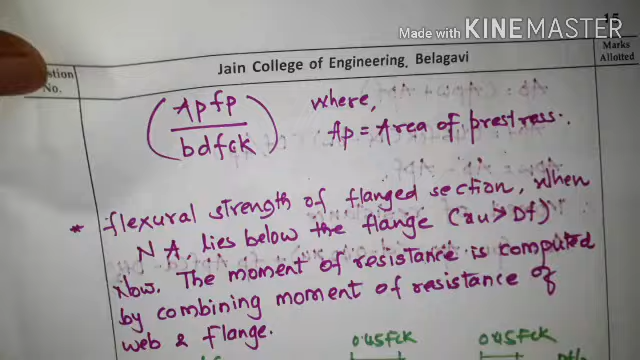 15
Made with KINEMASTER
Question No.
Jain College of Engineering, Belagavi
Marks Allotted
(Apfp / bdfck) where,
Ap = Area of prestress.
* flexural strength of flanged section, when
N A, lies below the flange (xu > Df)
Now. The moment of resistance is computed
by combining moment of resistance of
web & flange.
0.45fck 0.45fck